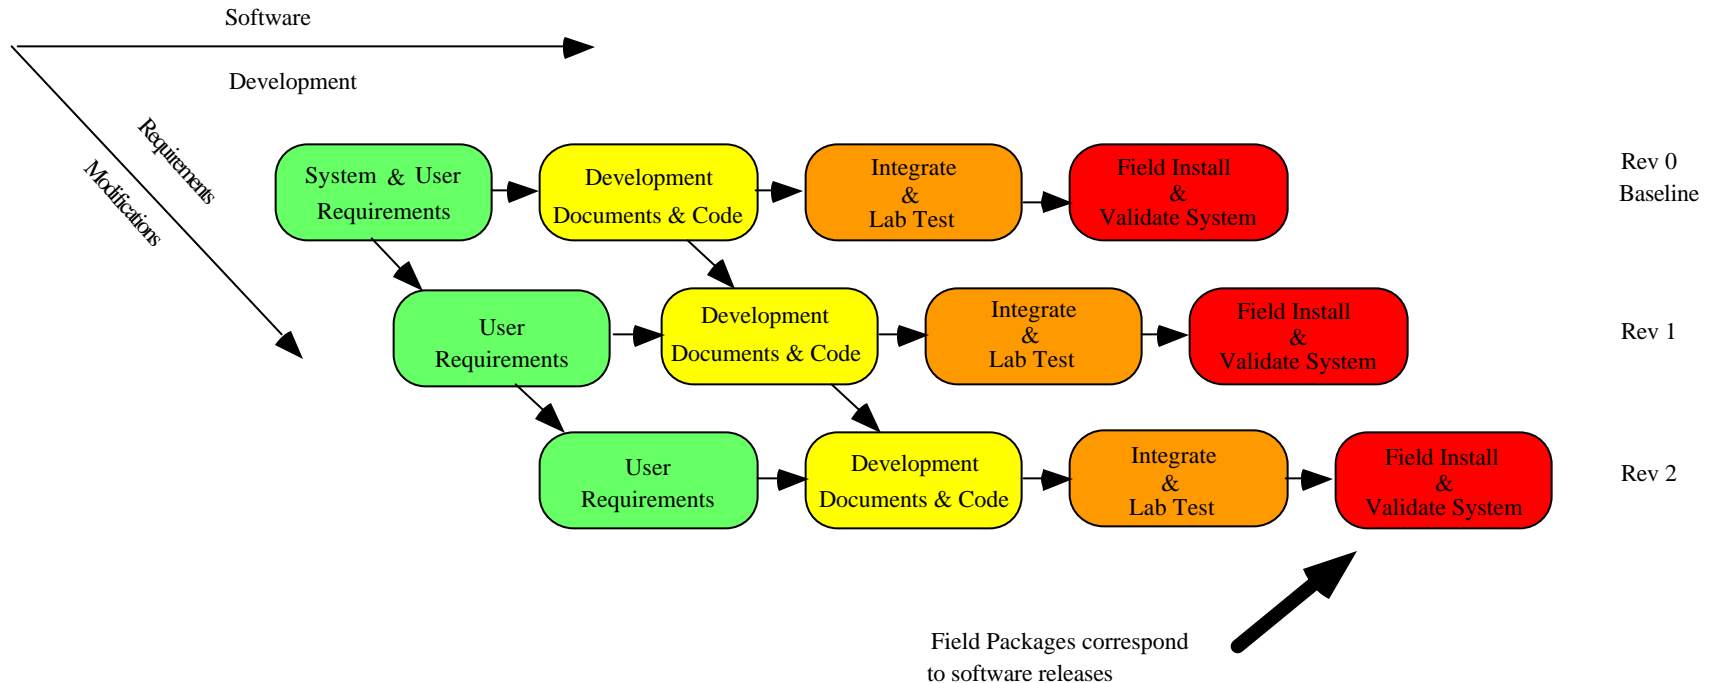 Software
Development
Requirements
Modifications
System & User
Requirements
Development
Documents & Code
Integrate
&
Lab Test
Field Install
&
Validate System
Rev 0
Baseline
User
Requirements
Development
Documents & Code
Integrate
&
Lab Test
Field Install
&
Validate System
Rev 1
User
Requirements
Development
Documents & Code
Integrate
&
Lab Test
Field Install
&
Validate System
Rev 2
Field Packages correspond
to software releases